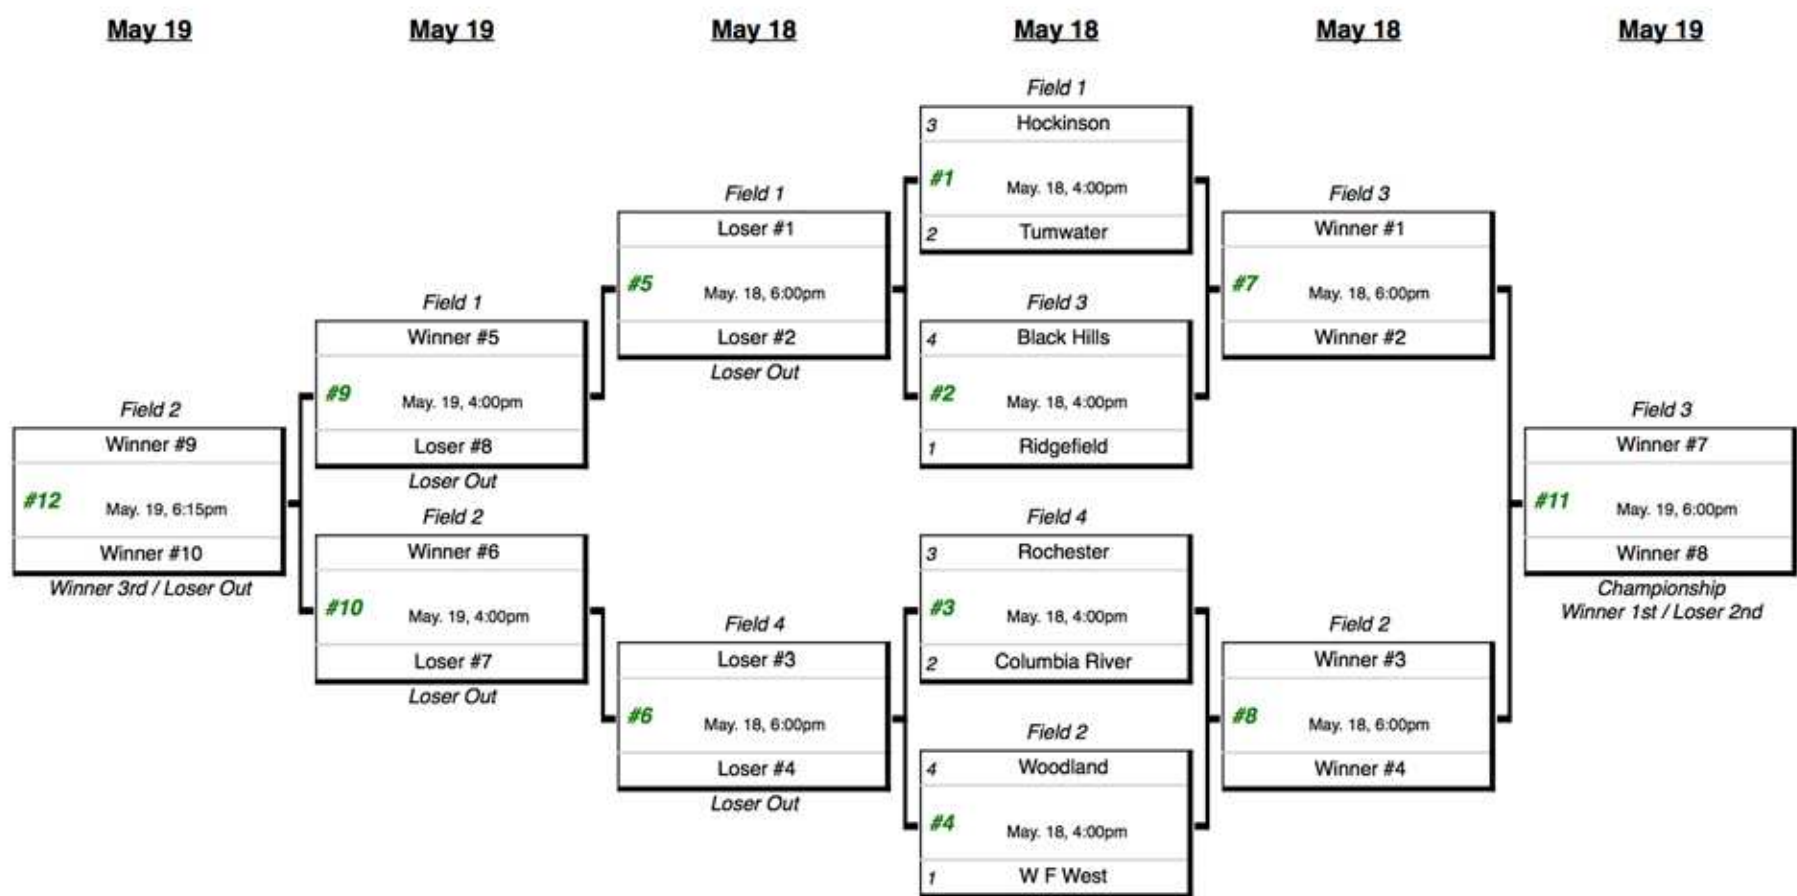 May 19
May 19
May 18
May 18
May 18
May 19
Field 2
Winner #9
#12 May. 19, 6:15pm
Winner #10
Winner 3rd / Loser Out
Field 1
Winner #5
#9 May. 19, 4:00pm
Loser #8
Loser Out
Field 2
Winner #6
#10 May. 19, 4:00pm
Loser #7
Loser Out
Field 1
Loser #1
#5 May. 18, 6:00pm
Loser #2
Loser Out
Field 4
Loser #3
#6 May. 18, 6:00pm
Loser #4
Loser Out
Field 1
3 Hockinson
#1 May. 18, 4:00pm
2 Tumwater
Field 3
4 Black Hills
#2 May. 18, 4:00pm
1 Ridgefield
Field 4
3 Rochester
#3 May. 18, 4:00pm
2 Columbia River
Field 2
4 Woodland
#4 May. 18, 4:00pm
1 W F West
Field 3
Winner #1
#7 May. 18, 6:00pm
Winner #2
Field 2
Winner #3
#8 May. 18, 6:00pm
Winner #4
Field 3
Winner #7
#11 May. 19, 6:00pm
Winner #8
Championship
Winner 1st / Loser 2nd